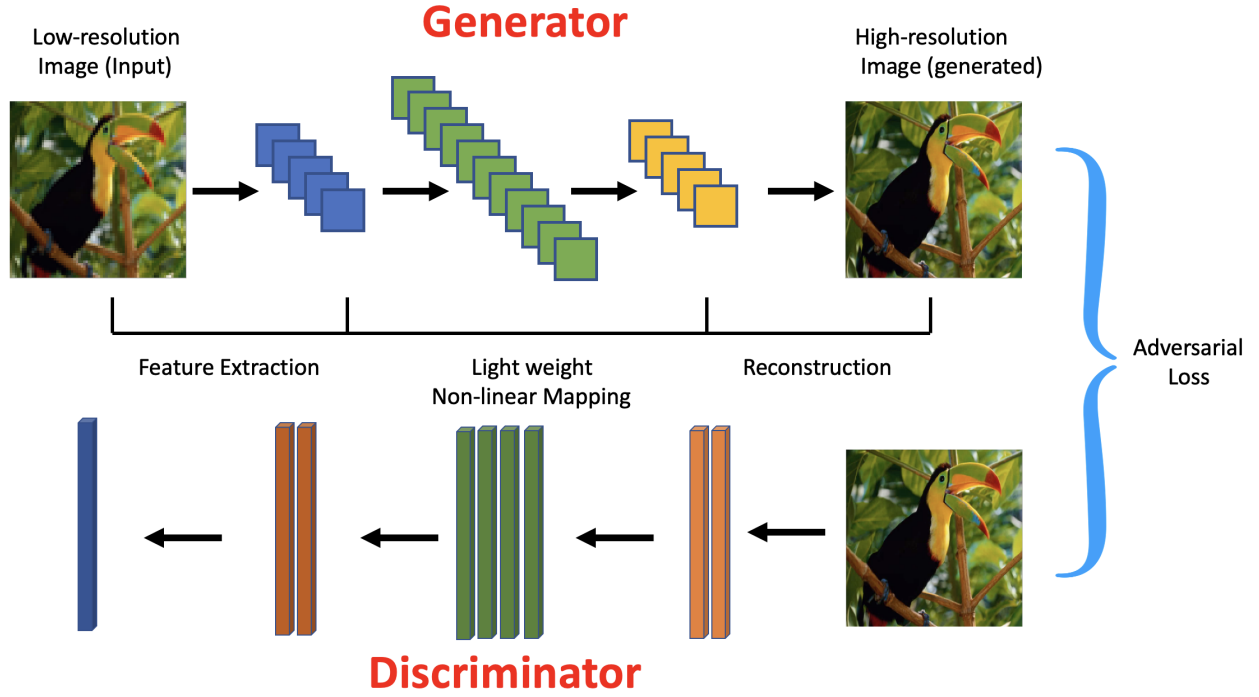 Generator
Low-resolution
Image (Input)
High-resolution
Image (generated)
Feature Extraction
Light weight
Non-linear Mapping
Reconstruction
Adversarial
Loss
Discriminator